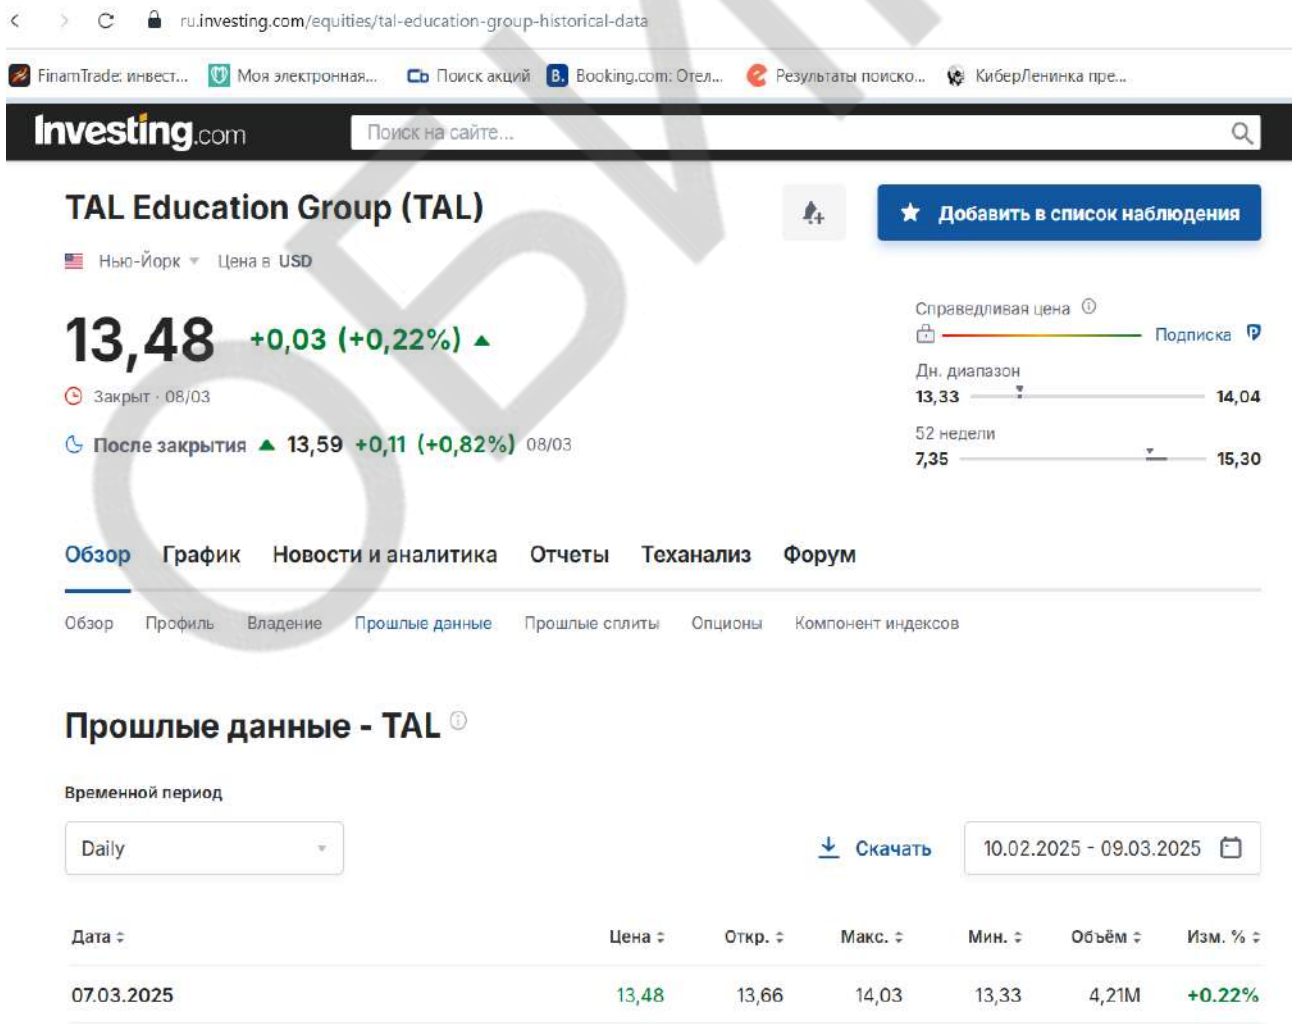 ru.investing.com/equities/tal-education-group-historical-data
FinamTrade: инвест... Моя электронная... Cb Поиск акций B. Booking.com: Отел... Результаты поиско... КиберЛенинка пре...
Investing.com Поиск на сайте...
TAL Education Group (TAL)
Добавить в список наблюдения
Нью-Йорк Цена в USD
Справедливая цена
13,48 +0,03 (+0,22%)
Подписка
Дн. диапазон
13,33 14,04
Закрыт · 08/03
52 недели
После закрытия 13,59 +0,11 (+0,82%) 08/03
7,35 15,30
Обзор График Новости и аналитика Отчеты Теханализ Форум
Обзор Профиль Владение Прошлые данные Прошлые сплиты Опционы Компонент индексов
Прошлые данные - TAL
Временной период
Daily Скачать 10.02.2025 - 09.03.2025
Дата Цена Откр. Макс. Мин. Объём Изм. %
07.03.2025 13,48 13,66 14,03 13,33 4,21M +0.22%